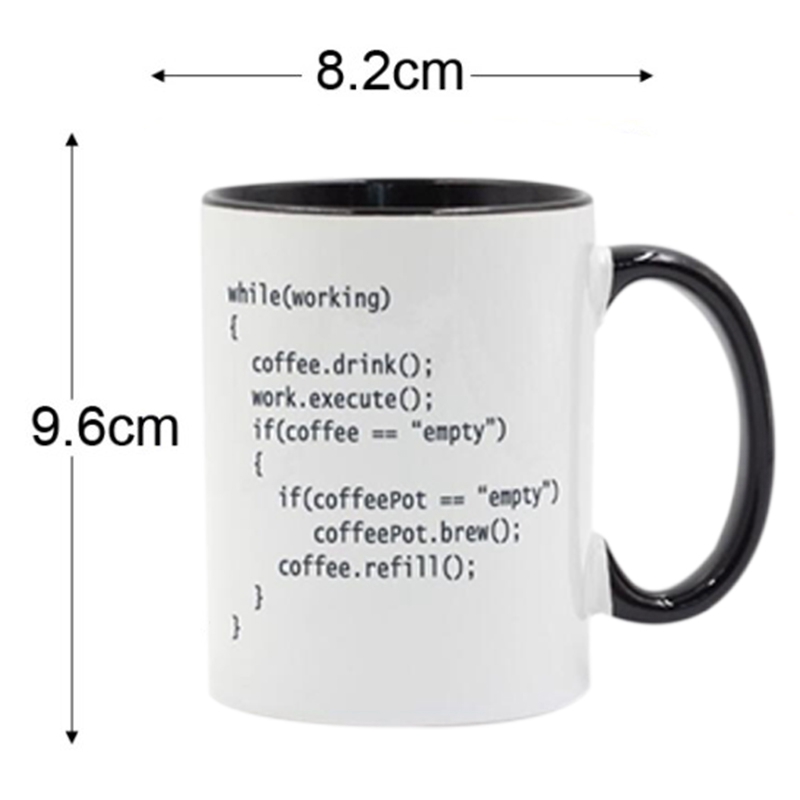 8.2cm
9.6cm
while(working)
{
coffee.drink();
work.execute();
if(coffee == “empty”)
{
if(coffeePot == “empty”)
coffeePot.brew();
coffee.refill();
}
}